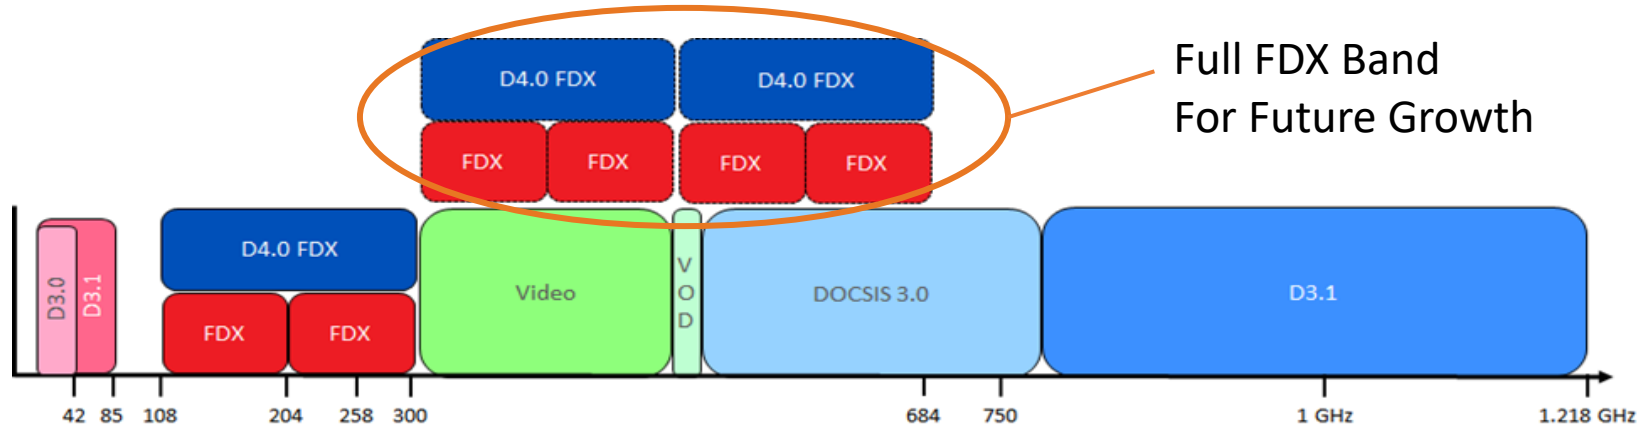 D4.0 FDX
D4.0 FDX
Full FDX Band
For Future Growth
FDX
FDX
FDX
FDX
D3.0
D3.1
D4.0 FDX
FDX
FDX
Video
VOD
DOCSIS 3.0
D3.1
42
85
108
204
258
300
684
750
1 GHz
1.218 GHz